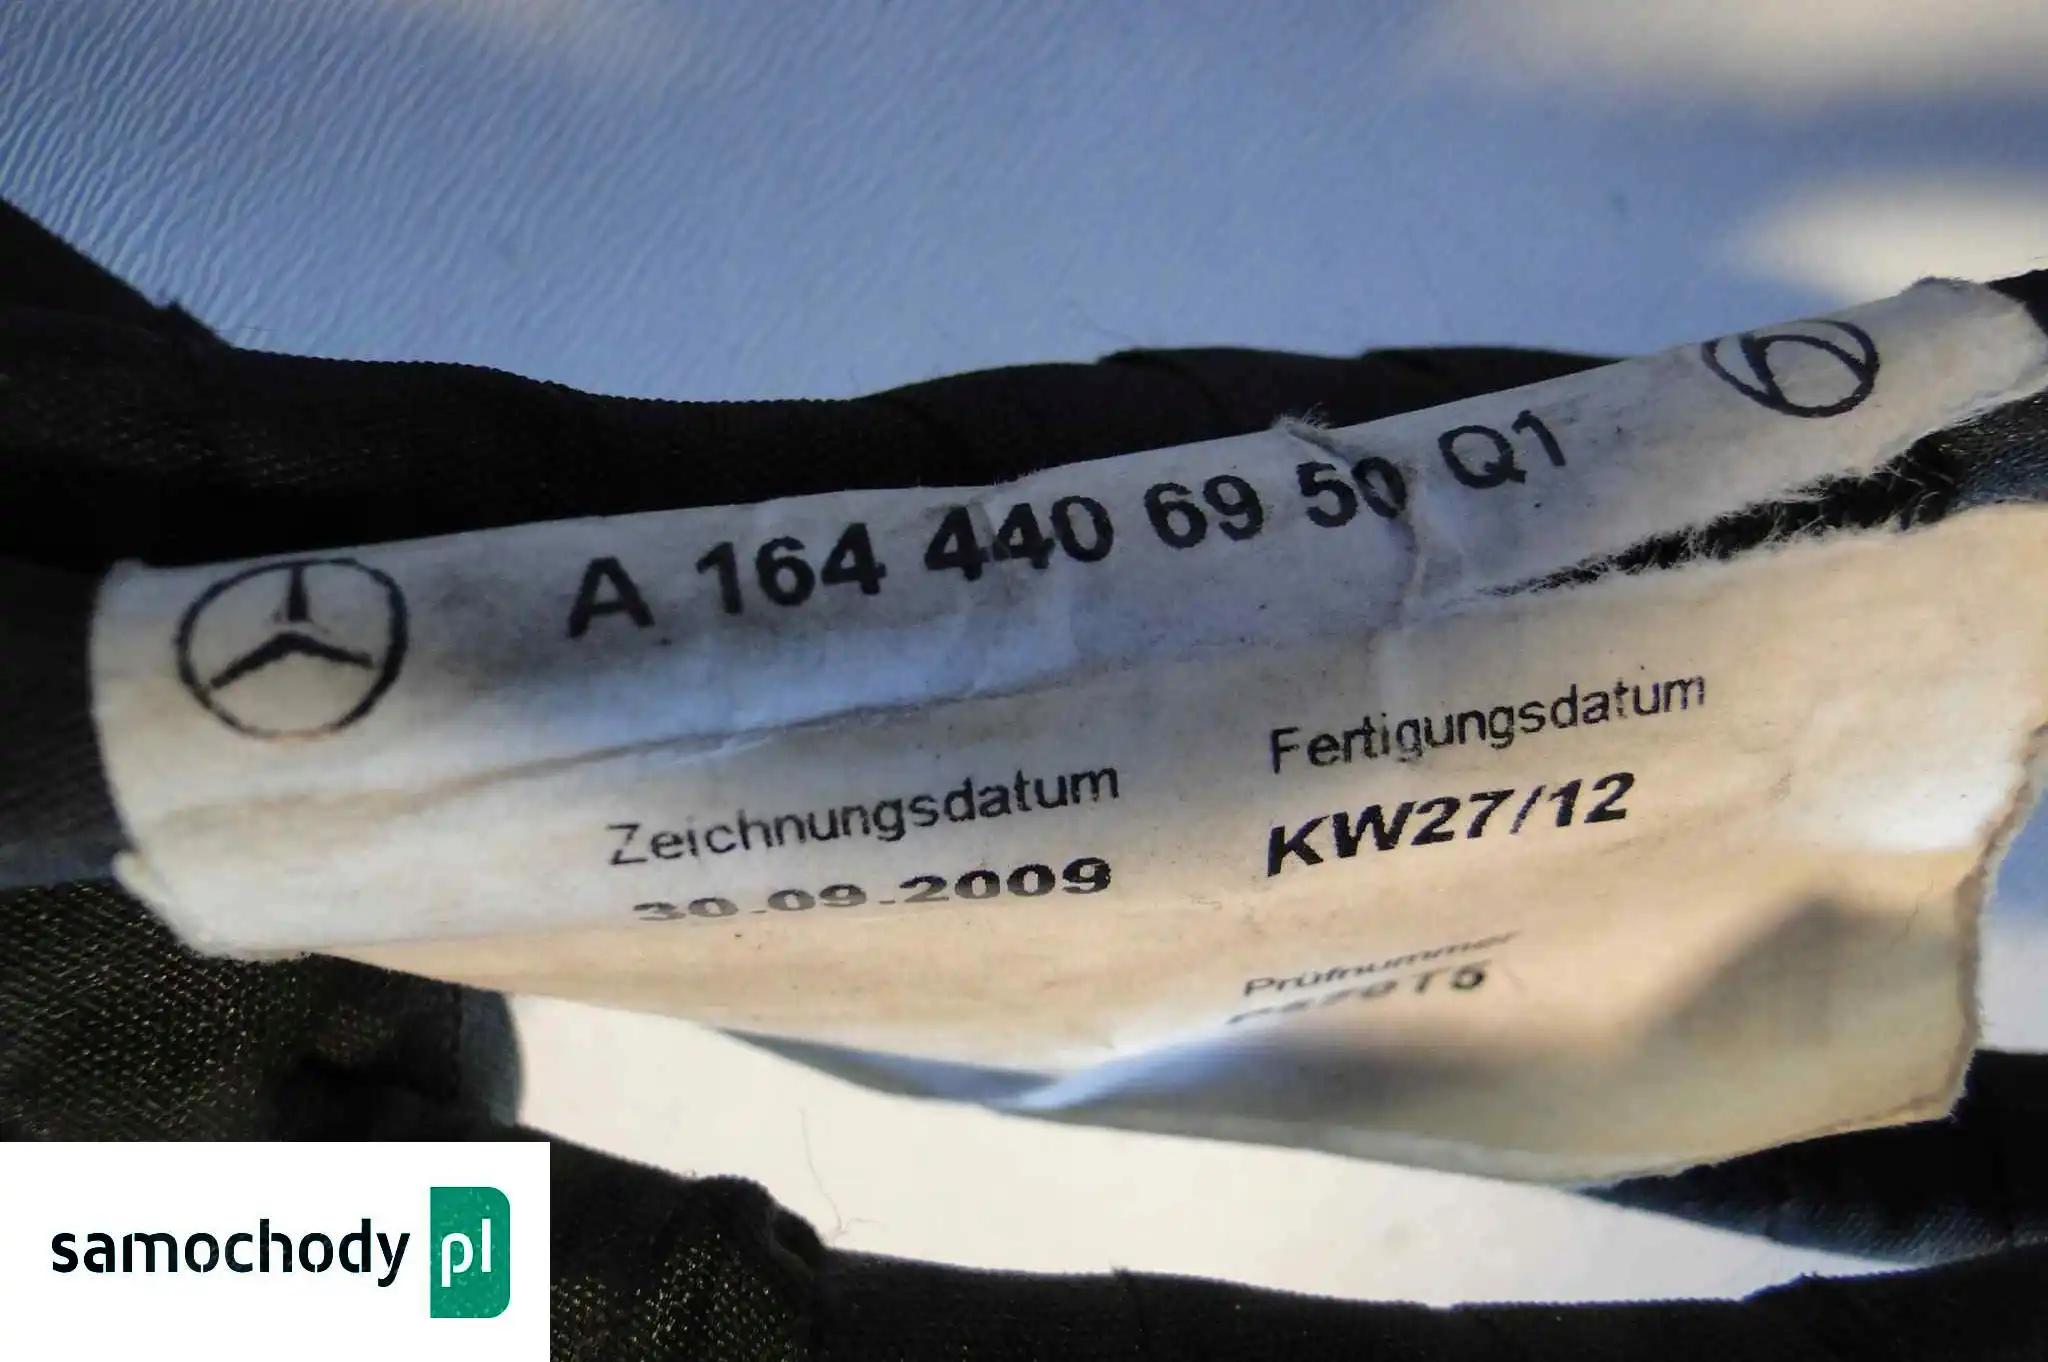 A 164 440 69 50 Q1
Zeichnungsdatum Fertigungsdatum
30.09.2009 KW27/12
Prüfnummer
samochody pl